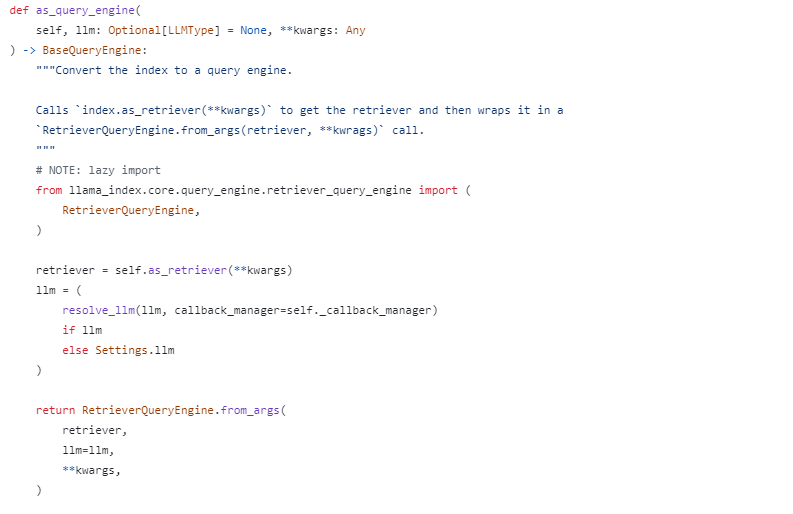 def as_query_engine(
    self, llm: Optional[LLMType] = None, **kwargs: Any
) -> BaseQueryEngine:
    """Convert the index to a query engine.

    Calls `index.as_retriever(**kwargs)` to get the retriever and then wraps it in a
    `RetrieverQueryEngine.from_args(retriever, **kwrags)` call.
    """
    # NOTE: lazy import
    from llama_index.core.query_engine.retriever_query_engine import (
        RetrieverQueryEngine,
    )

    retriever = self.as_retriever(**kwargs)
    llm = (
        resolve_llm(llm, callback_manager=self._callback_manager)
        if llm
        else Settings.llm
    )

    return RetrieverQueryEngine.from_args(
        retriever,
        llm=llm,
        **kwargs,
    )